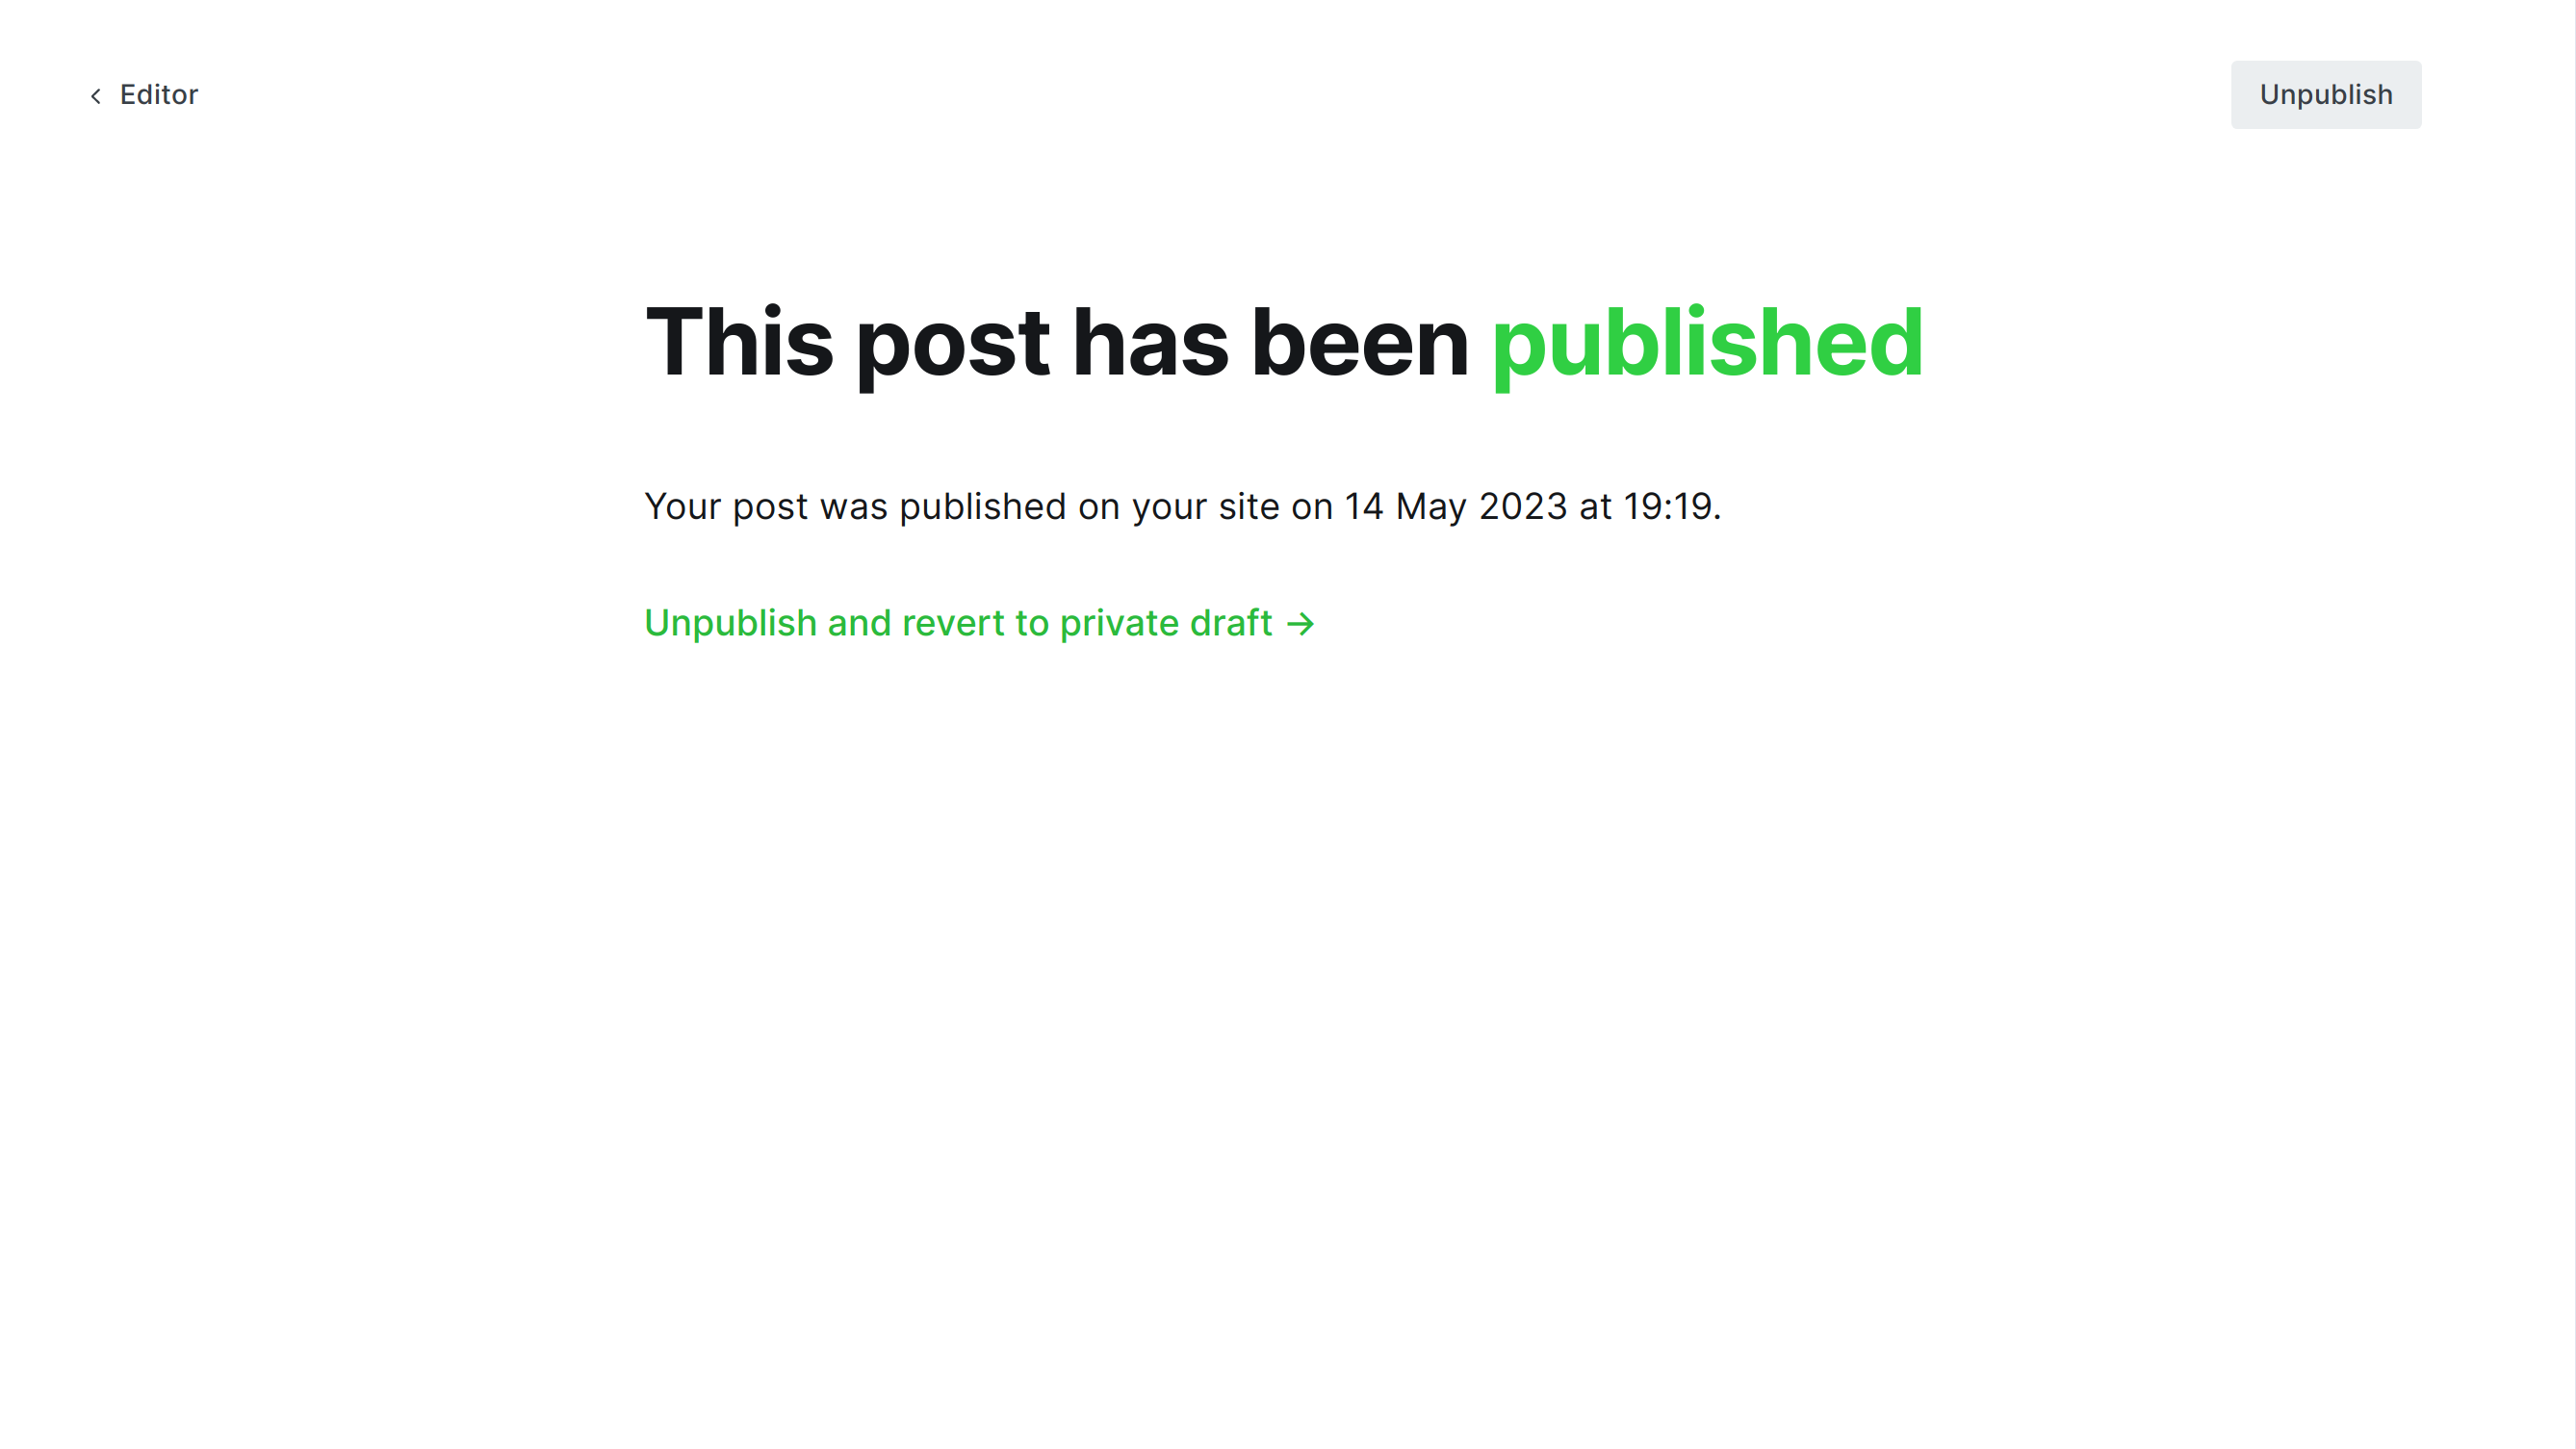 Editor
Unpublish
This post has been published
Your post was published on your site on 14 May 2023 at 19:19.
Unpublish and revert to private draft →